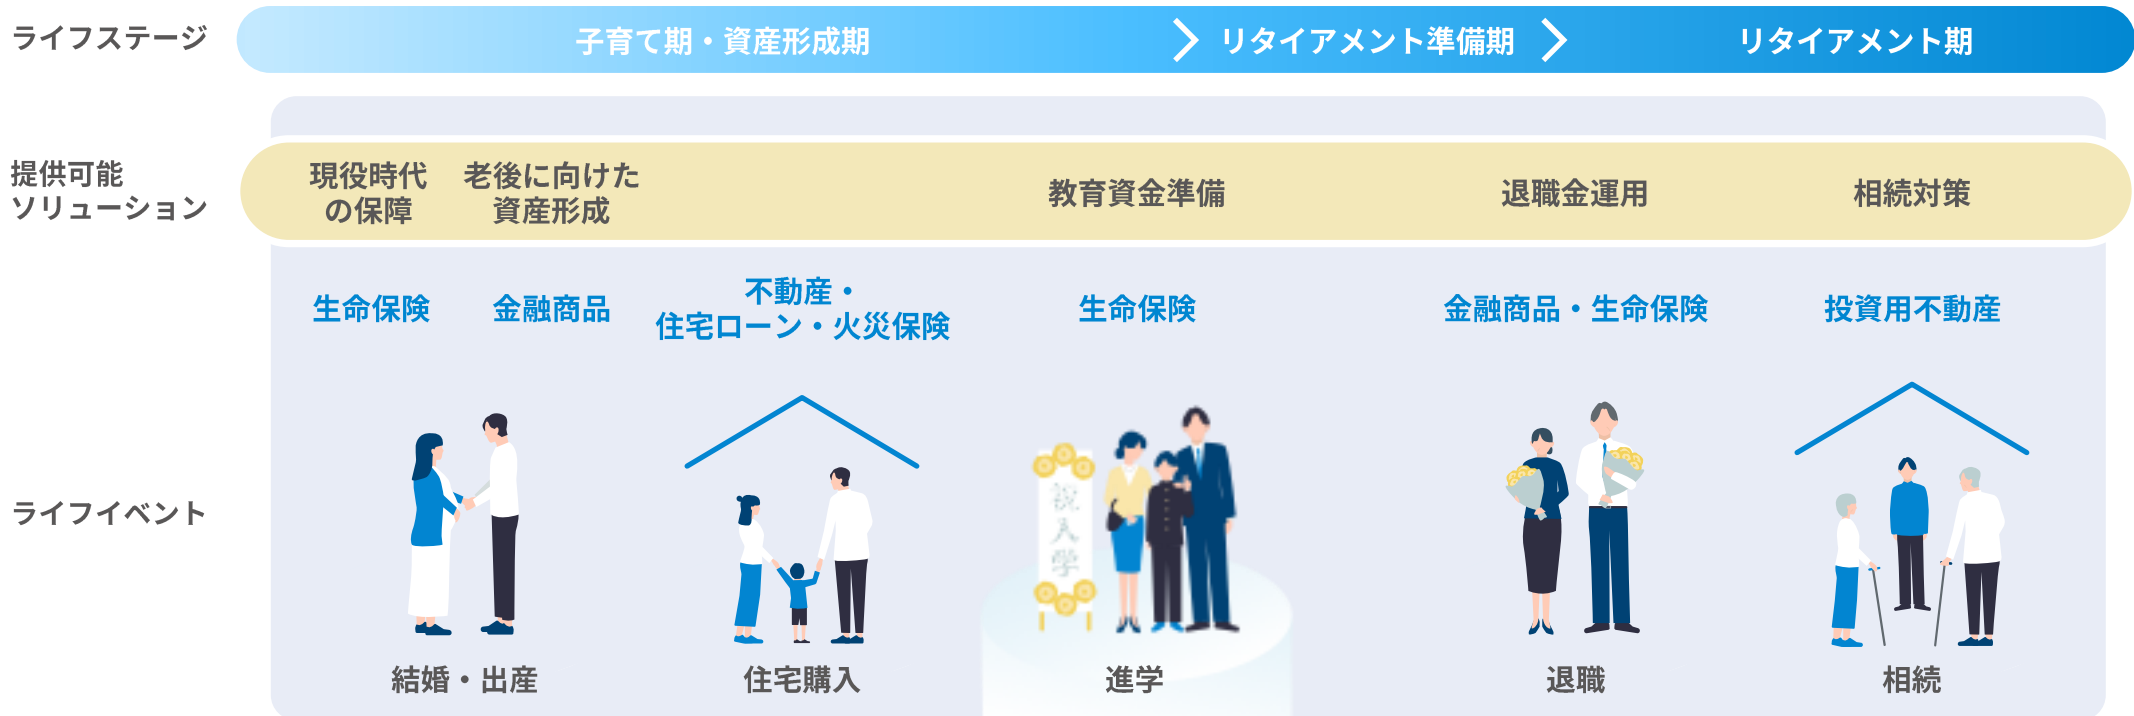 ライフステージ
子育て期・資産形成期
リタイアメント準備期
リタイアメント期
提供可能
ソリューション
現役時代
の保障
老後に向けた
資産形成
教育資金準備
退職金運用
相続対策
生命保険
金融商品
不動産・
住宅ローン・火災保険
生命保険
金融商品・生命保険
投資用不動産
ライフイベント
祝
入
学
結婚・出産
住宅購入
進学
退職
相続